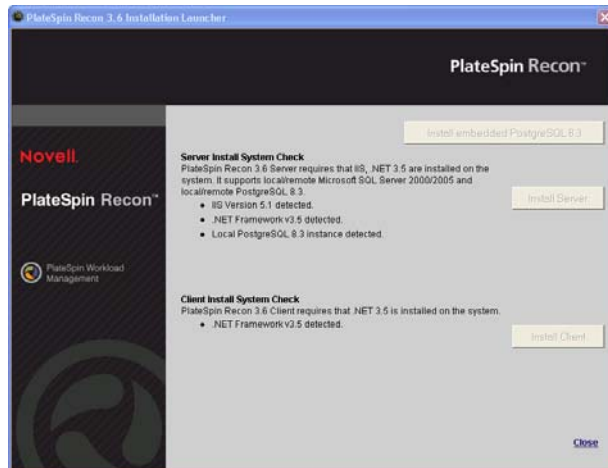 PlateSpin Recon 3.6 Installation Launcher
PlateSpin Recon™
Install embedded PostgreSQL 8.3
Novell.
PlateSpin Recon™
PlateSpin Workload
Management
Server Install System Check
PlateSpin Recon 3.6 Server requires that IIS, .NET 3.5 are installed on the
system. It supports local/remote Microsoft SQL Server 2000/2005 and
local/remote PostgreSQL 8.3.
• IIS Version 5.1 detected.
• .NET Framework v3.5 detected.
• Local PostgreSQL 8.3 instance detected.
Install Server
Client Install System Check
PlateSpin Recon 3.6 Client requires that .NET 3.5 is installed on the system.
• .NET Framework v3.5 detected.
Install Client
Close